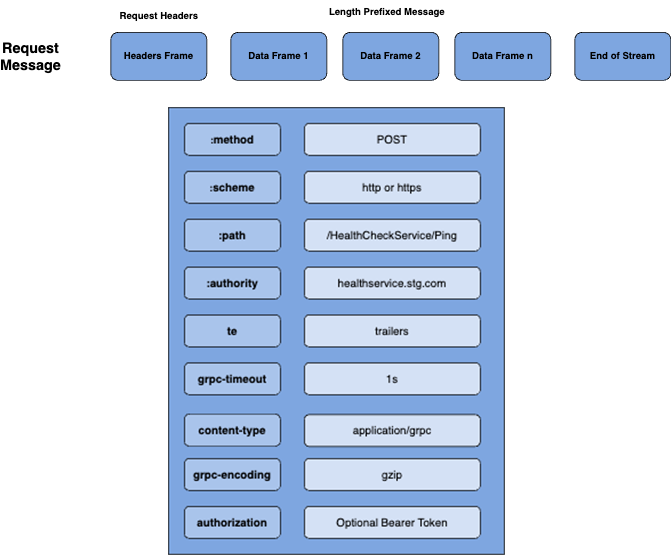 Request Headers
Length Prefixed Message
Request
Message
Headers Frame
Data Frame 1
Data Frame 2
Data Frame n
End of Stream
:method
POST
:scheme
http or https
:path
/HealthCheckService/Ping
:authority
healthservice.stg.com
te
trailers
grpc-timeout
1s
content-type
application/grpc
grpc-encoding
gzip
authorization
Optional Bearer Token